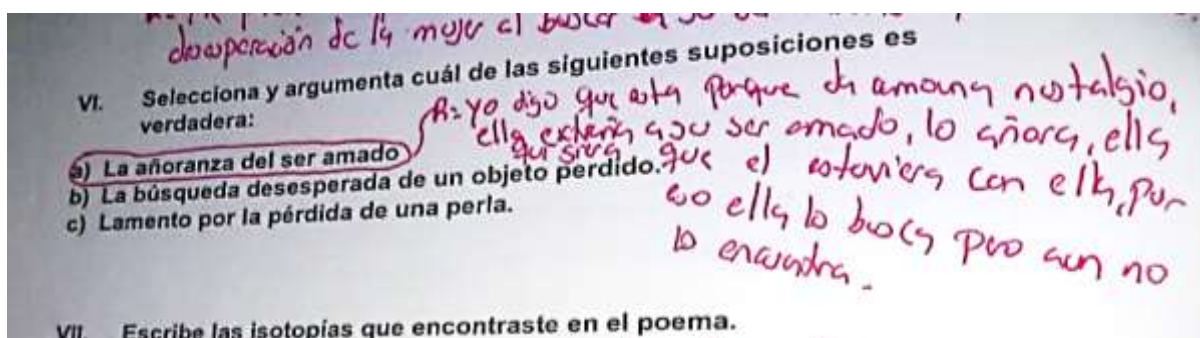 desesperación de la mujer al buscar
VI. Selecciona y argumenta cuál de las siguientes suposiciones es
verdadera:
R= Yo digo que esta porque da amor y nostalgio,
ella extraña a su ser amado, lo añora, ella
a) La añoranza del ser amado
quisiera que el estuviera con ella, por
b) La búsqueda desesperada de un objeto perdido.
eso ella lo busca pero aun no
c) Lamento por la pérdida de una perla.
lo encuentra.
VII. Escribe las isotopías que encontraste en el poema.